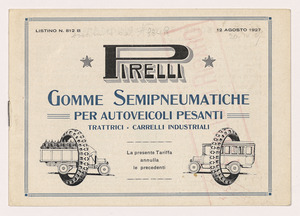 LISTINO N. 812 B
12 AGOSTO 1927
PIRELLI
GOMME SEMIPNEUMATICHE
PER AUTOVEICOLI PESANTI
TRATTRICI - CARRELLI INDUSTRIALI
La presente Tariffa
annulla
le precedenti